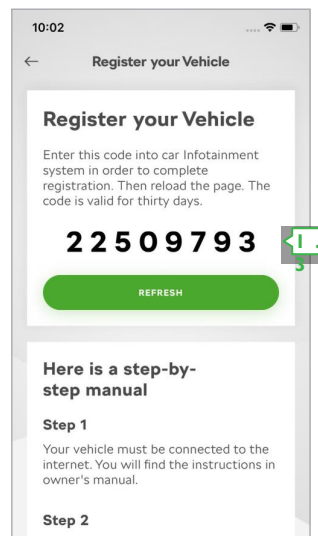 10:02
Register your Vehicle
Register your Vehicle
Enter this code into car Infotainment
system in order to complete
registration. Then reload the page. The
code is valid for thirty days.
22509793
1.
3
REFRESH
Here is a step-by-
step manual
Step 1
Your vehicle must be connected to the
internet. You will find the instructions in
owner's manual.
Step 2